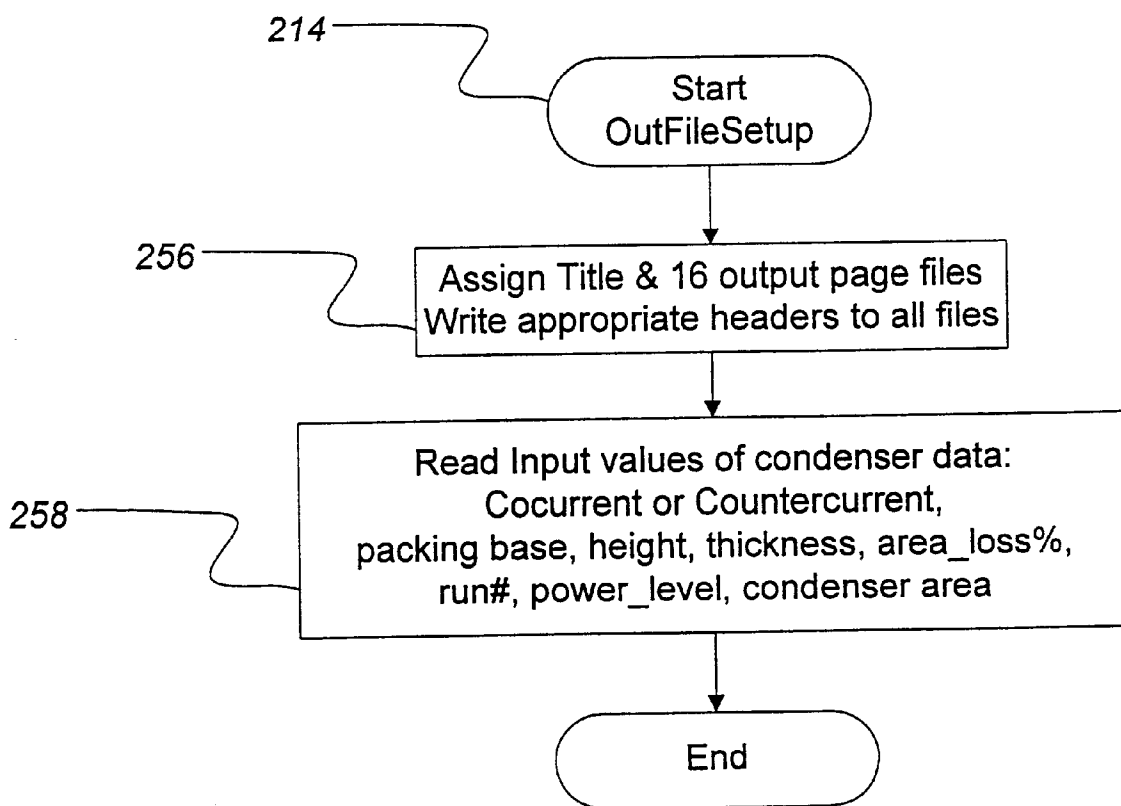 214
Start
OutFileSetup
256
Assign Title & 16 output page files
Write appropriate headers to all files
258
Read Input values of condenser data:
Cocurrent or Countercurrent,
packing base, height, thickness, area_loss%,
run#, power_level, condenser area
End